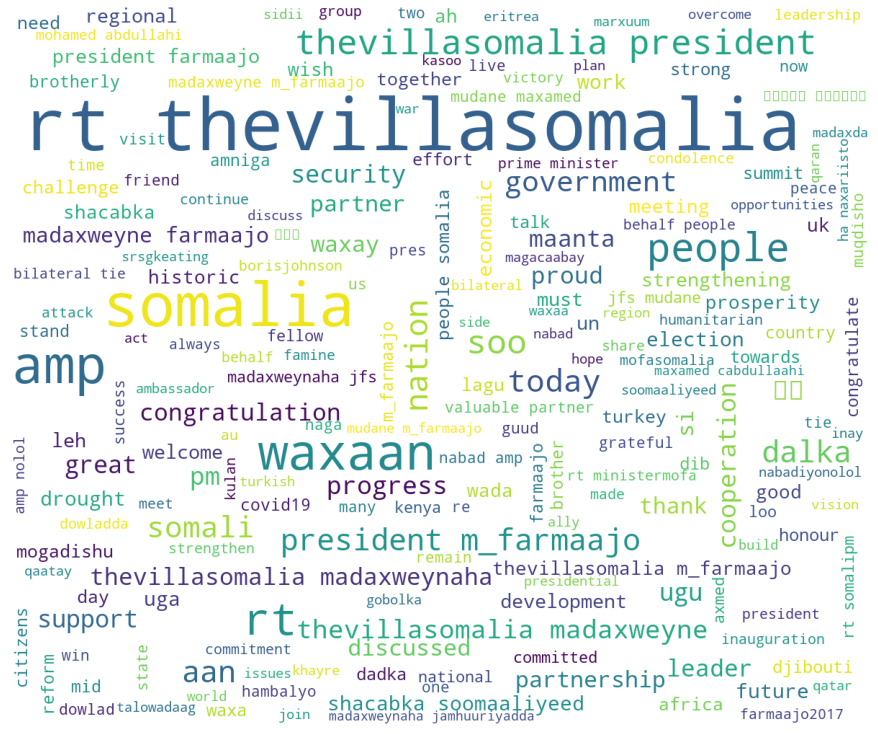 need regional sidii group two ah eritrea marxuum overcome leadership
mohamed abdullahi thevillasomalia president
president farmaajo wish kasoo live plan strong now
brotherly madaxweyne m_farmaajo together victory work
mudane maxamed
rt thevillasomalia
war
visit madaxda
time amniga effort prime minister condolence qaran
challenge friend security government summit peace ha naxariisto
shacabka continue partner meeting opportunities
discuss talk behalf people uk muqdisho
madaxweyne farmaajo waxay pres people somalia economic maanta people
srsgkeating magacaabay
bilateral tie historic borisjohnson us bilateral proud strengthening
somalia must jfs mudane prosperity
attack nation side waxaa region humanitarian congratulate
stand act always fellow m_farmaajo soo un nabad share election country
amp behalf famine hope mofasomalia towards
madaxweynaha jfs today maxamed cabdullaahi
success ambassador lagu soomaaliyeed
congratulation valuable partner cooperation si tie
naga mudane m_farmaajo guud turkey inay
leh au grateful dalka
amp nolol great welcome waxaan nabad amp farmaajo brother dib
kulan turkish rt ministermofa nabadiyonolol
pm progress wada made thank good
drought meet covid19 many kenya re ally loo vision
dowladda somali honour
strengthen president m_farmaajo build
mogadishu remain
qaatay thevillasomalia madaxweynaha thevillasomalia m_farmaajo rt somalipm
presidential
day uga gobolka development ugu axmed president
citizens support rt thevillasomalia madaxweyne inauguration
reform win commitment discussed
state committed leader djibouti
mid aan issues khayre dadka national partnership
world hambalyo one future qatar
dowlad talowadaag waxa shacabka soomaaliyeed africa
join madaxweynaha jamhuuriyadda farmaajo2017